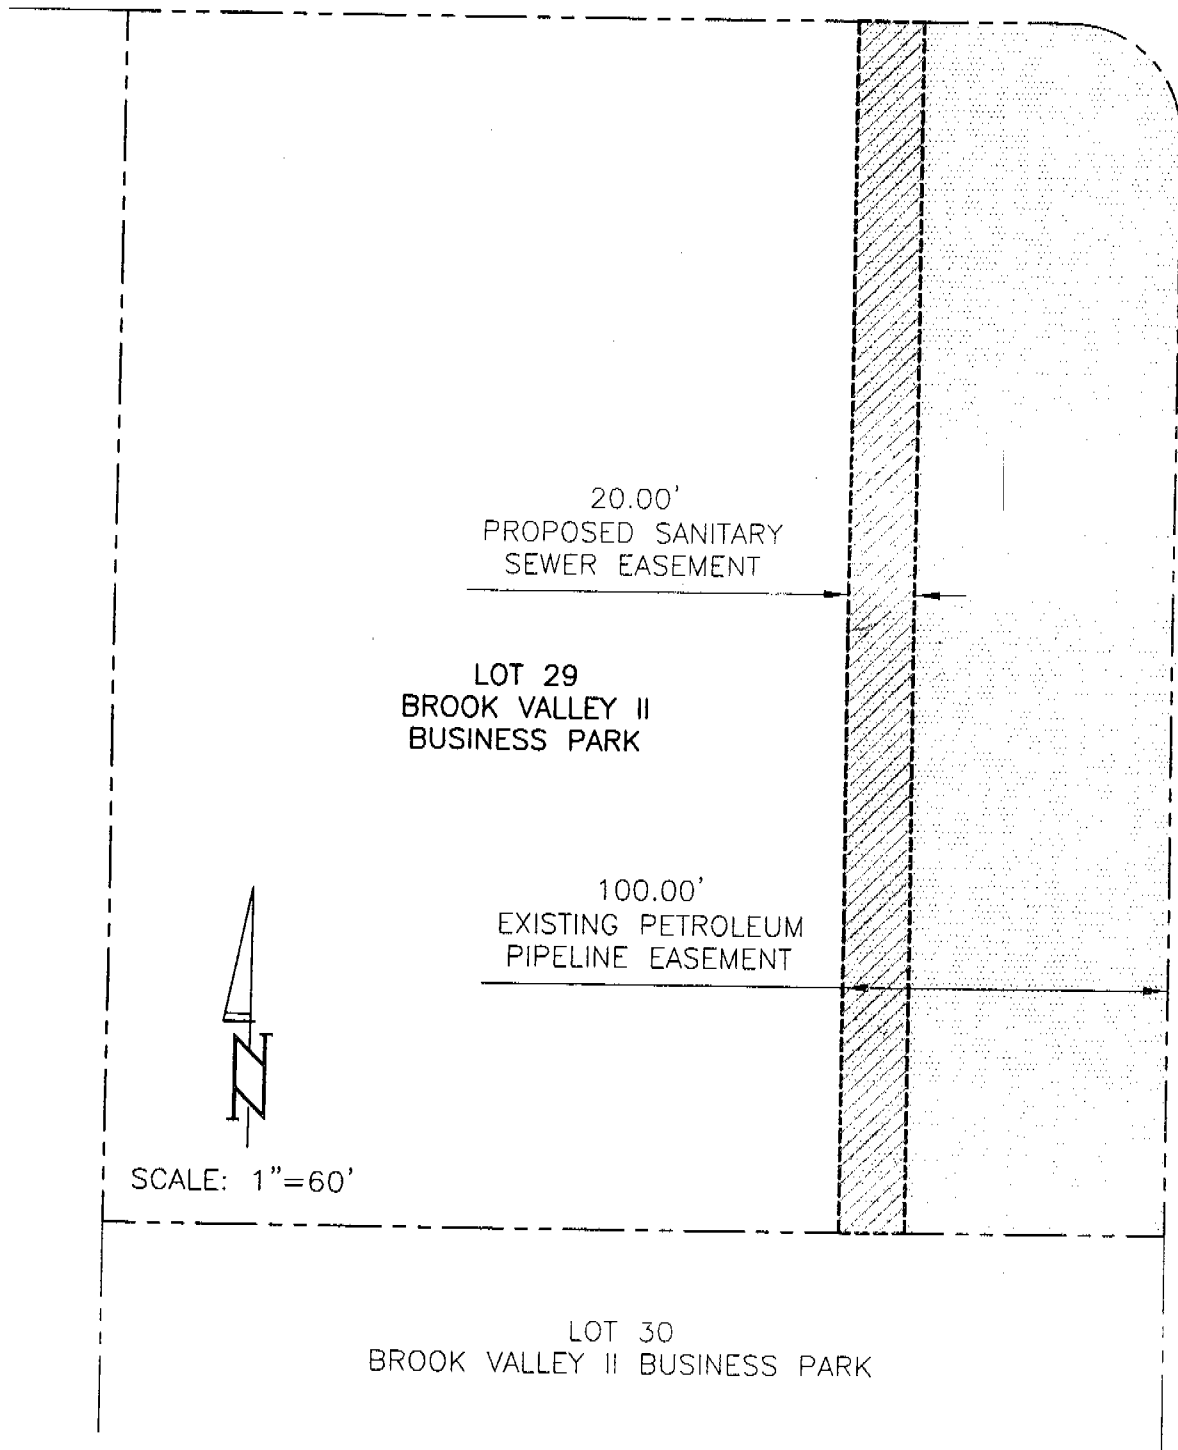 20.00'
PROPOSED SANITARY
SEWER EASEMENT
LOT 29
BROOK VALLEY II
BUSINESS PARK
100.00'
EXISTING PETROLEUM
PIPELINE EASEMENT
N
SCALE: 1"=60'
LOT 30
BROOK VALLEY II BUSINESS PARK